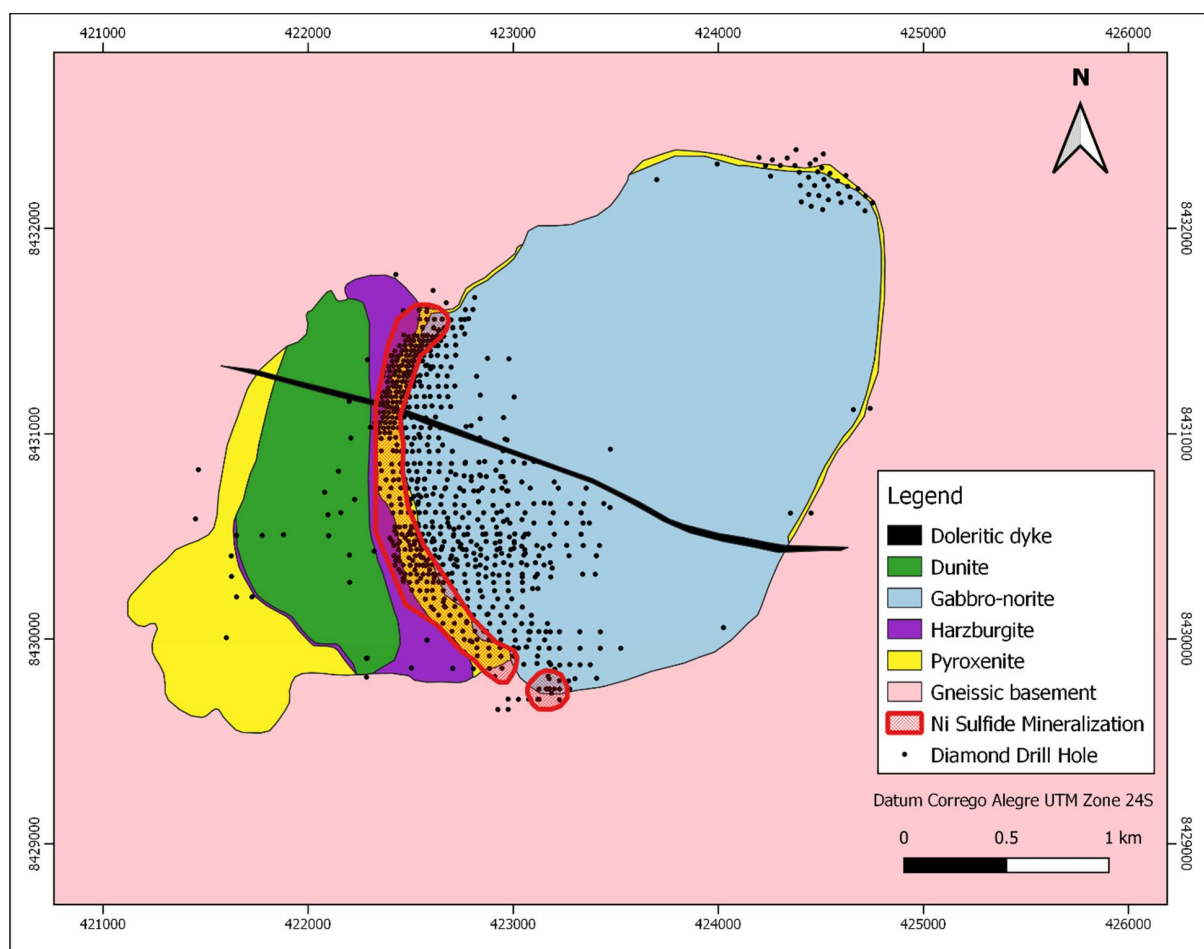 421000 422000 423000 424000 425000 426000
N
8432000 8432000
8431000 8431000
Legend
Doleritic dyke
Dunite
Gabbro-norite
Harzburgite
Pyroxenite
Gneissic basement
Ni Sulfide Mineralization
Diamond Drill Hole
8430000 8430000
Datum Corrego Alegre UTM Zone 24S
0 0.5 1 km
8429000 8429000
421000 422000 423000 424000 425000 426000